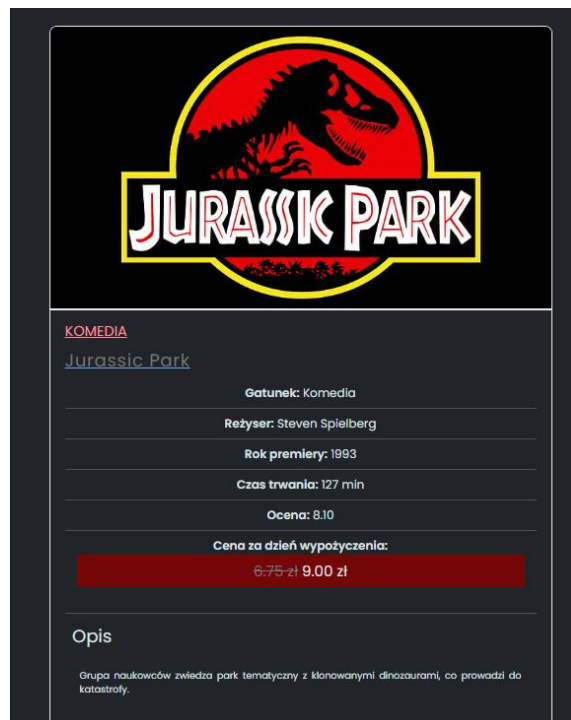 JURASSIC PARK
KOMEDIA
Jurassic Park
Gatunek: Komedia
Reżyser: Steven Spielberg
Rok premiery: 1993
Czas trwania: 127 min
Ocena: 8.10
Cena za dzień wypożyczenia:
6.75 zł 9.00 zł
Opis
Grupa naukowców zwiedza park tematyczny z klonowanymi dinozaurami, co prowadzi do
katastrofy.